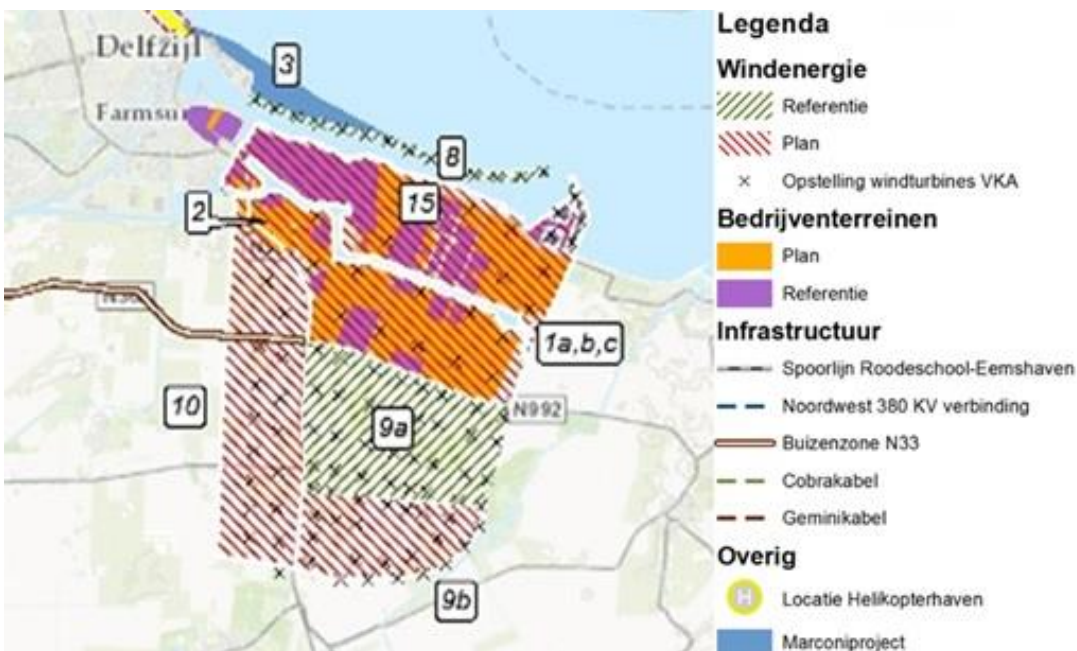 Delfzijl
Farmsu
3
8
15
2
1a,b,c
10
9a
N992
9b
Legenda
Windenergie
Referentie
Plan
Opstelling windturbines VKA
Bedrijventerreinen
Plan
Referentie
Infrastructuur
Spoorlijn Roodeschool-Eemshaven
Noordwest 380 KV verbinding
Buizenzone N33
Cobrakabel
Geminikabel
Overig
H Locatie Helikopterhaven
Marconiproject